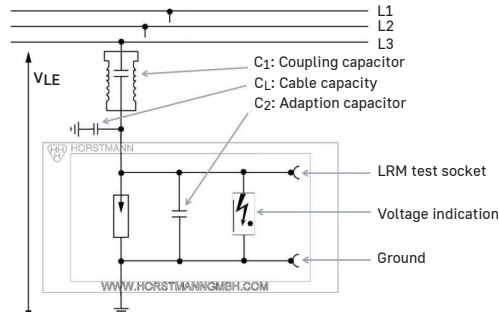 L1
L2
L3
VLE
C1: Coupling capacitor
CL: Cable capacity
C2: Adaption capacitor
HORSTMANN
LRM test socket
Voltage indication
Ground
WWW.HORSTMANNGMBH.COM